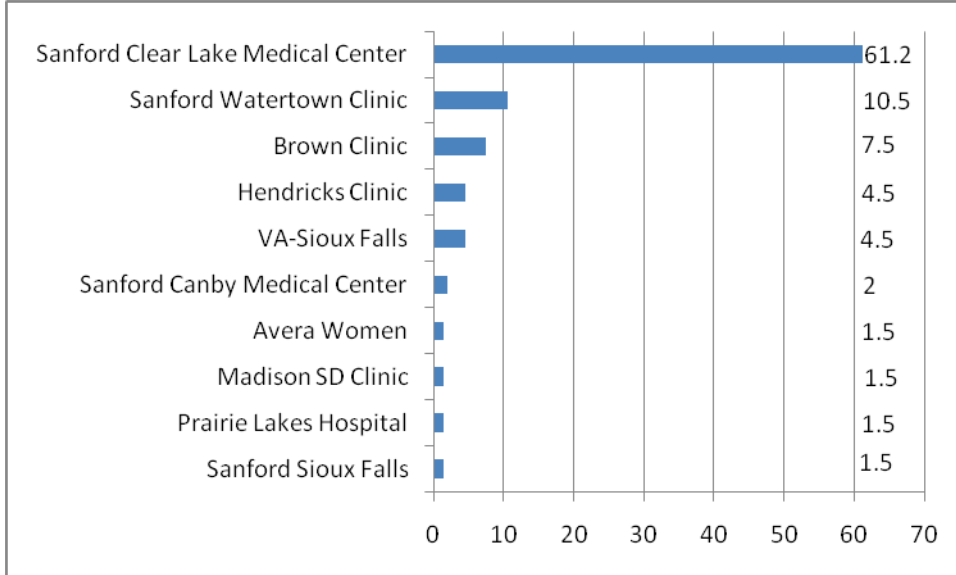 Sanford Clear Lake Medical Center 61.2
Sanford Watertown Clinic 10.5
Brown Clinic 7.5
Hendricks Clinic 4.5
VA-Sioux Falls 4.5
Sanford Canby Medical Center 2
Avera Women 1.5
Madison SD Clinic 1.5
Prairie Lakes Hospital 1.5
Sanford Sioux Falls 1.5
0 10 20 30 40 50 60 70